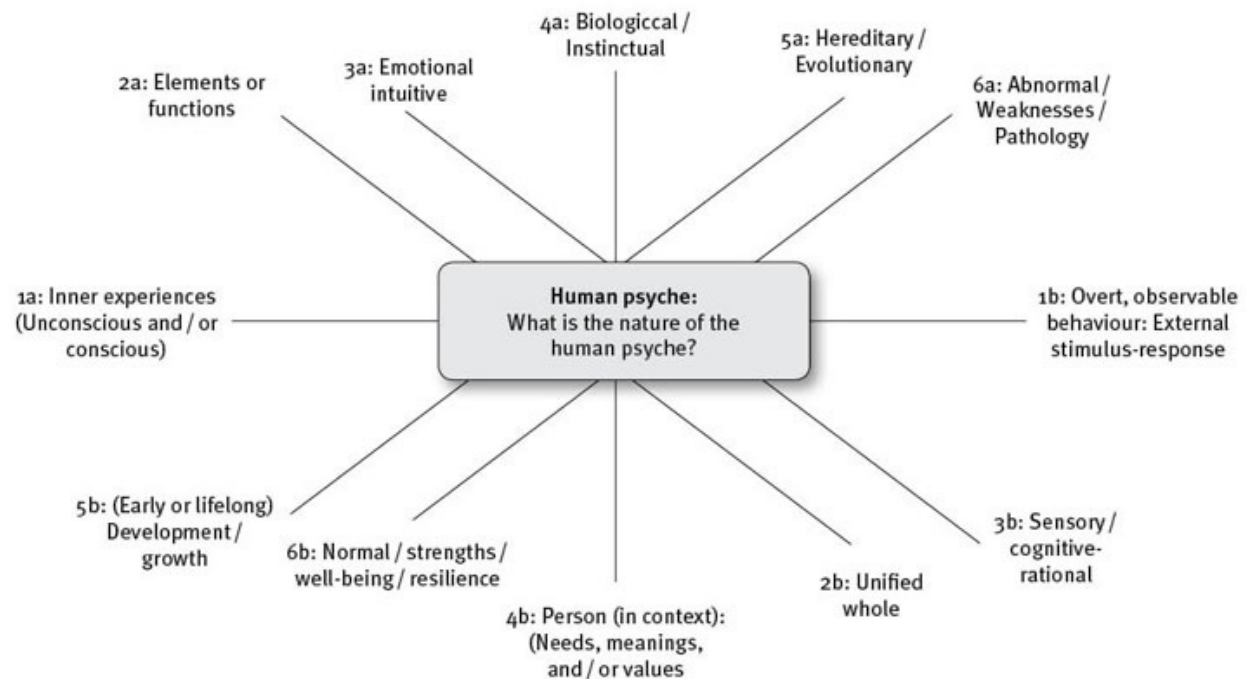 4a: Biologiccal /
Instinctual
5a: Hereditary /
Evolutionary
3a: Emotional
intuitive
2a: Elements or
functions
6a: Abnormal /
Weaknesses /
Pathology
1a: Inner experiences
(Unconscious and / or
conscious)
Human psyche:
What is the nature of the
human psyche?
1b: Overt, observable
behaviour: External
stimulus-response
5b: (Early or lifelong)
Development /
growth
6b: Normal / strengths /
well-being / resilience
4b: Person (in context):
(Needs, meanings,
and / or values
2b: Unified
whole
3b: Sensory /
cognitive-
rational